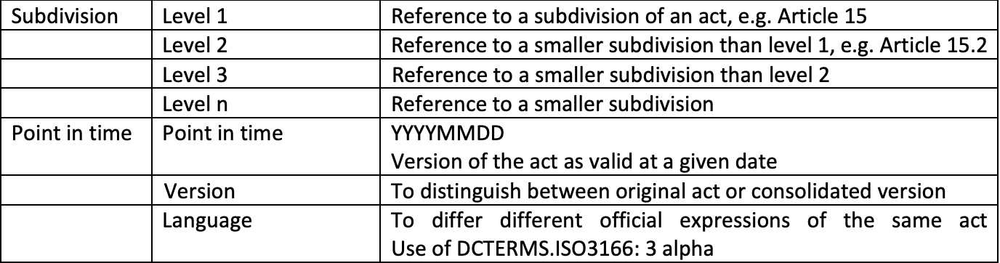 Subdivision Level 1 Reference to a subdivision of an act, e.g. Article 15
Level 2 Reference to a smaller subdivision than level 1, e.g. Article 15.2
Level 3 Reference to a smaller subdivision than level 2
Level n Reference to a smaller subdivision
Point in time Point in time YYYYMMDD
Version of the act as valid at a given date
Version To distinguish between original act or consolidated version
Language To differ different official expressions of the same act
Use of DCTERMS.ISO3166: 3 alpha